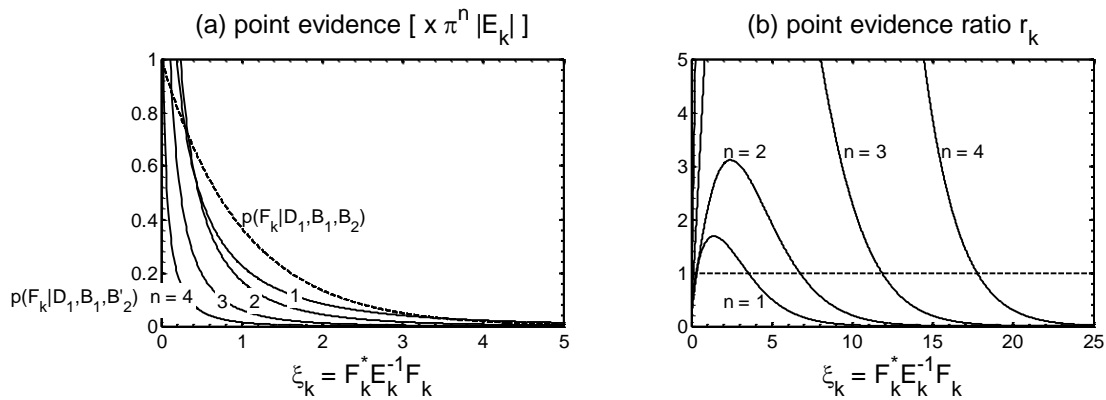 (a) point evidence [ x π^n |E_k| ]
1
0.8
0.6
0.4
0.2
0
p(F_k|D_1,B_1,B_2)
p(F_k|D_1,B_1,B'_2)
n = 4
3
2
1
0 1 2 3 4 5
ξ_k = F_k^* E_k^-1 F_k
(b) point evidence ratio r_k
5
4
3
2
1
0
n = 2
n = 3
n = 4
n = 1
0 5 10 15 20 25
ξ_k = F_k^* E_k^-1 F_k